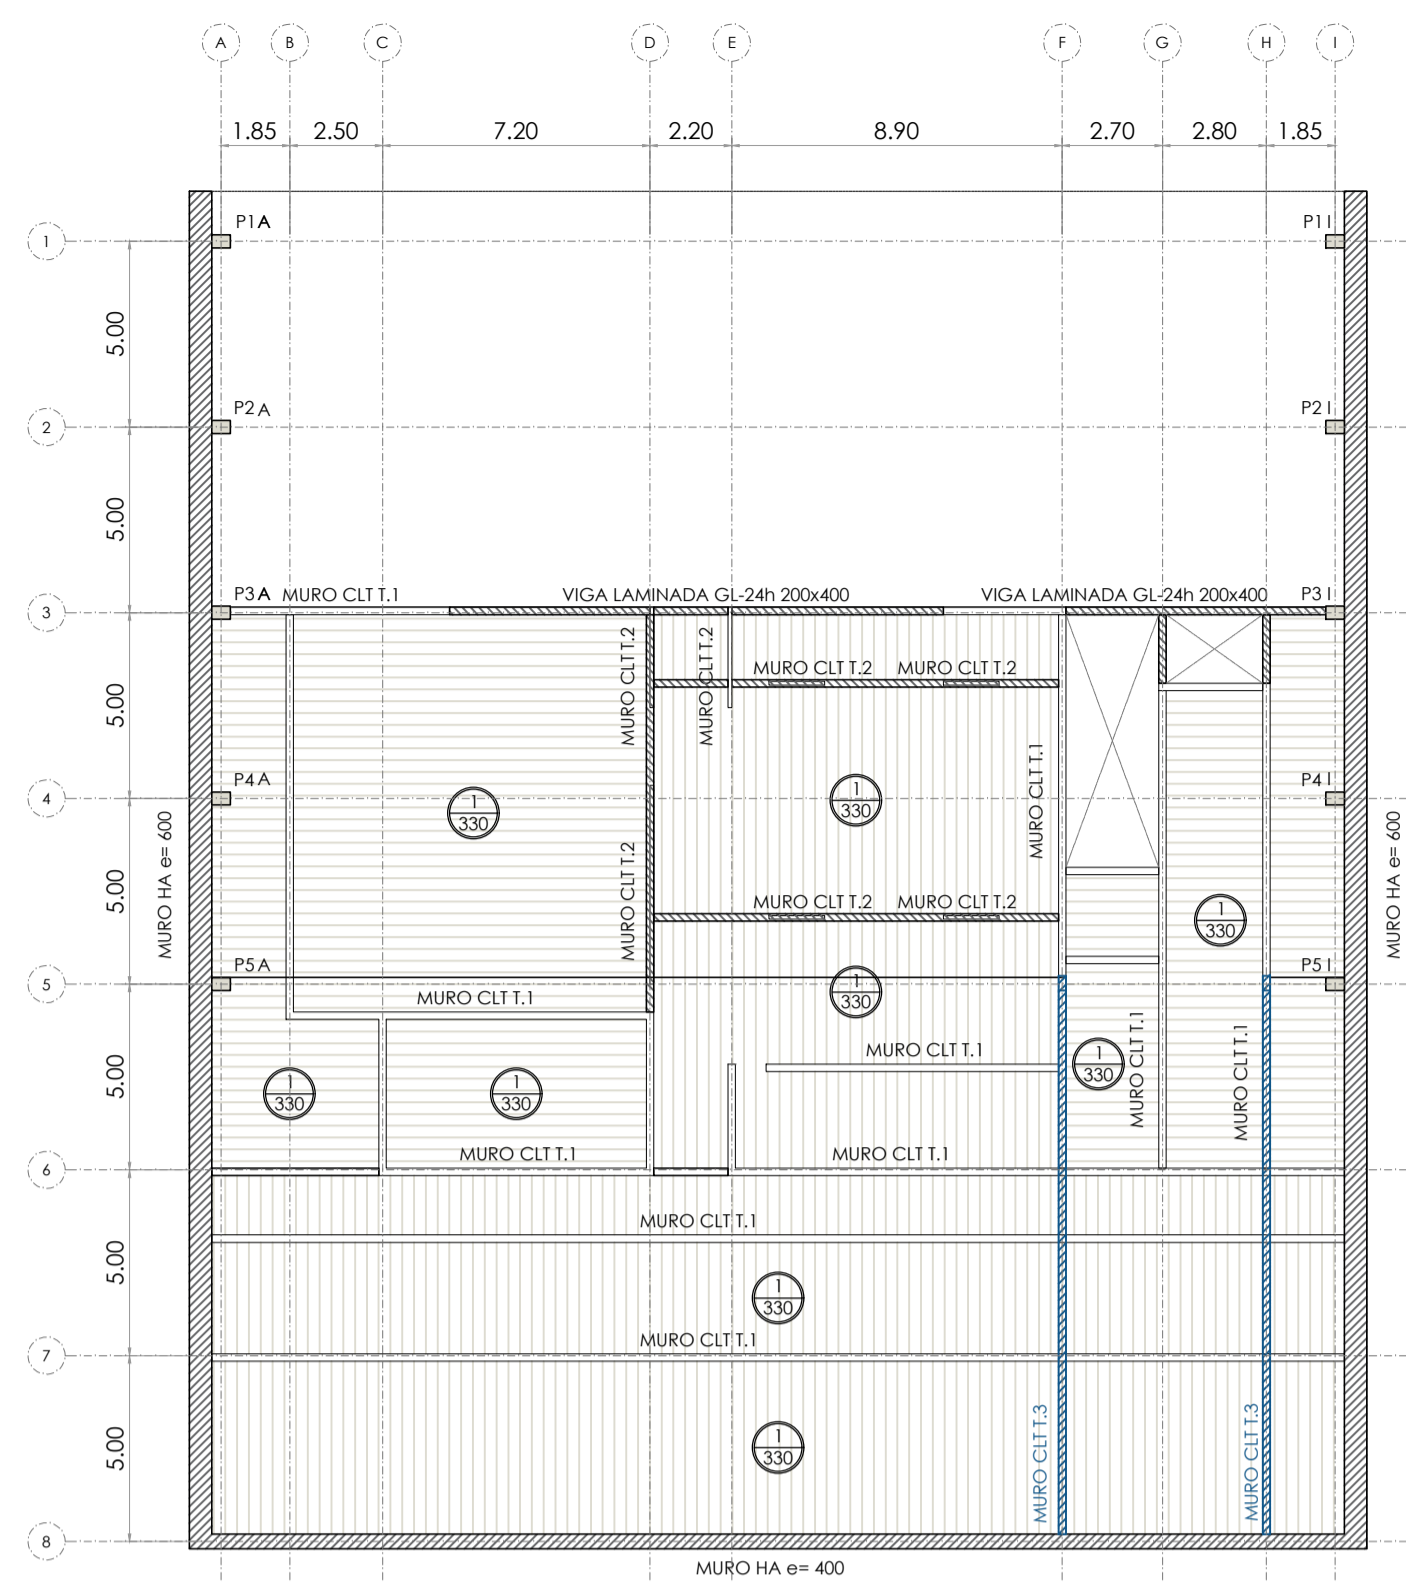 A B C D E F G H I
1.85 2.50 7.20 2.20 8.90 2.70 2.80 1.85
P1A P1 I
1
5.00
P2A P2 I
2
5.00
P3A MURO CLT T.1 VIGA LAMINADA GL-24h 200x400 VIGA LAMINADA GL-24h 200x400 P3 I
3
MURO CLT T.2
MURO CLT T.2
MURO CLT T.2 MURO CLT T.2
5.00
MURO CLT T.1
P4A P4 I
4
1
330
1
330
MURO HA e= 600
MURO HA e= 600
5.00
MURO CLT T.2
MURO CLT T.2 MURO CLT T.2
1
330
P5A P5 I
5
1
330
MURO CLT T.1
MURO CLT T.1
5.00
1
330
MURO CLT T.1
MURO CLT T.1
1
330
1
330
MURO CLT T.1 MURO CLT T.1
6
MURO CLT T.1
5.00
1
330
MURO CLT T.1
7
5.00
1
330
MURO CLT T.3
MURO CLT T.3
8
MURO HA e= 400